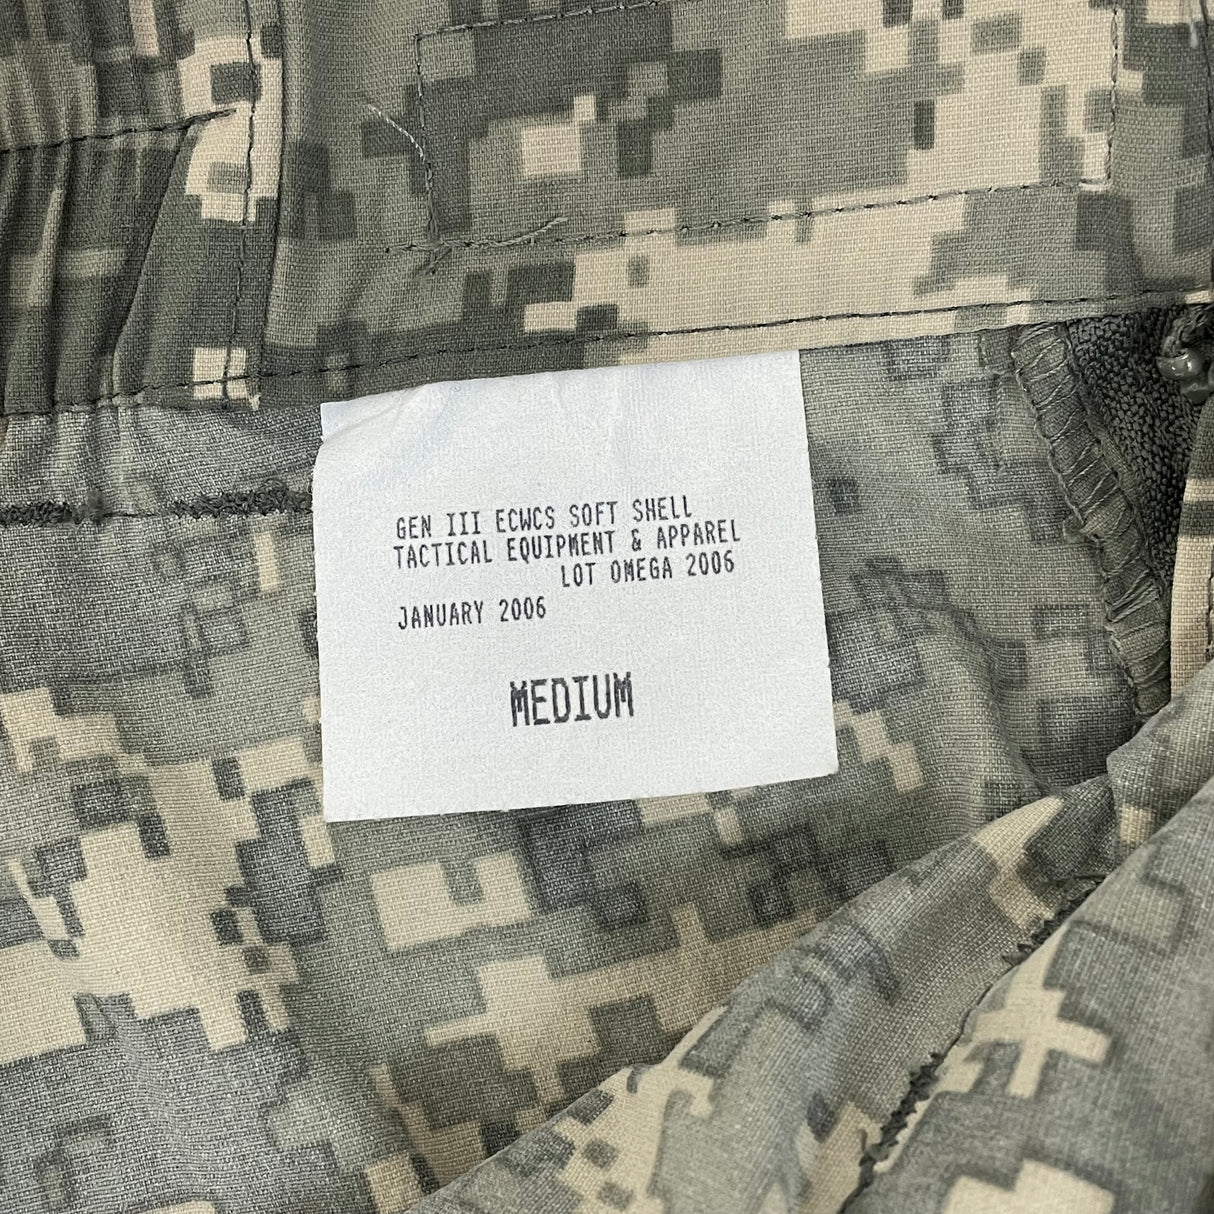 GEN III ECWCS SOFT SHELL
TACTICAL EQUIPMENT & APPAREL
LOT OMEGA 2006
JANUARY 2006
MEDIUM